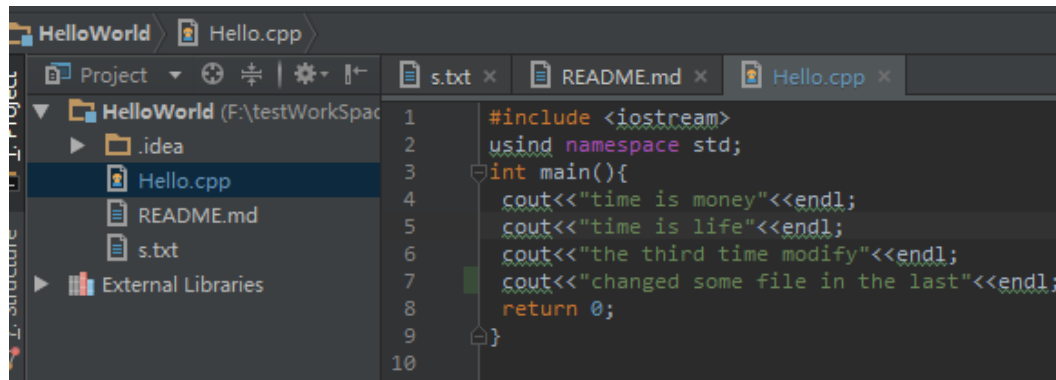 HelloWorld Hello.cpp
Project
s.txt README.md Hello.cpp
HelloWorld (F:\testWorkSpac
.idea
Hello.cpp
README.md
s.txt
External Libraries
1 #include <iostream>
2 usind namespace std;
3 int main(){
4 cout<<"time is money"<<endl;
5 cout<<"time is life"<<endl;
6 cout<<"the third time modify"<<endl;
7 cout<<"changed some file in the last"<<endl;
8 return 0;
9 }
10